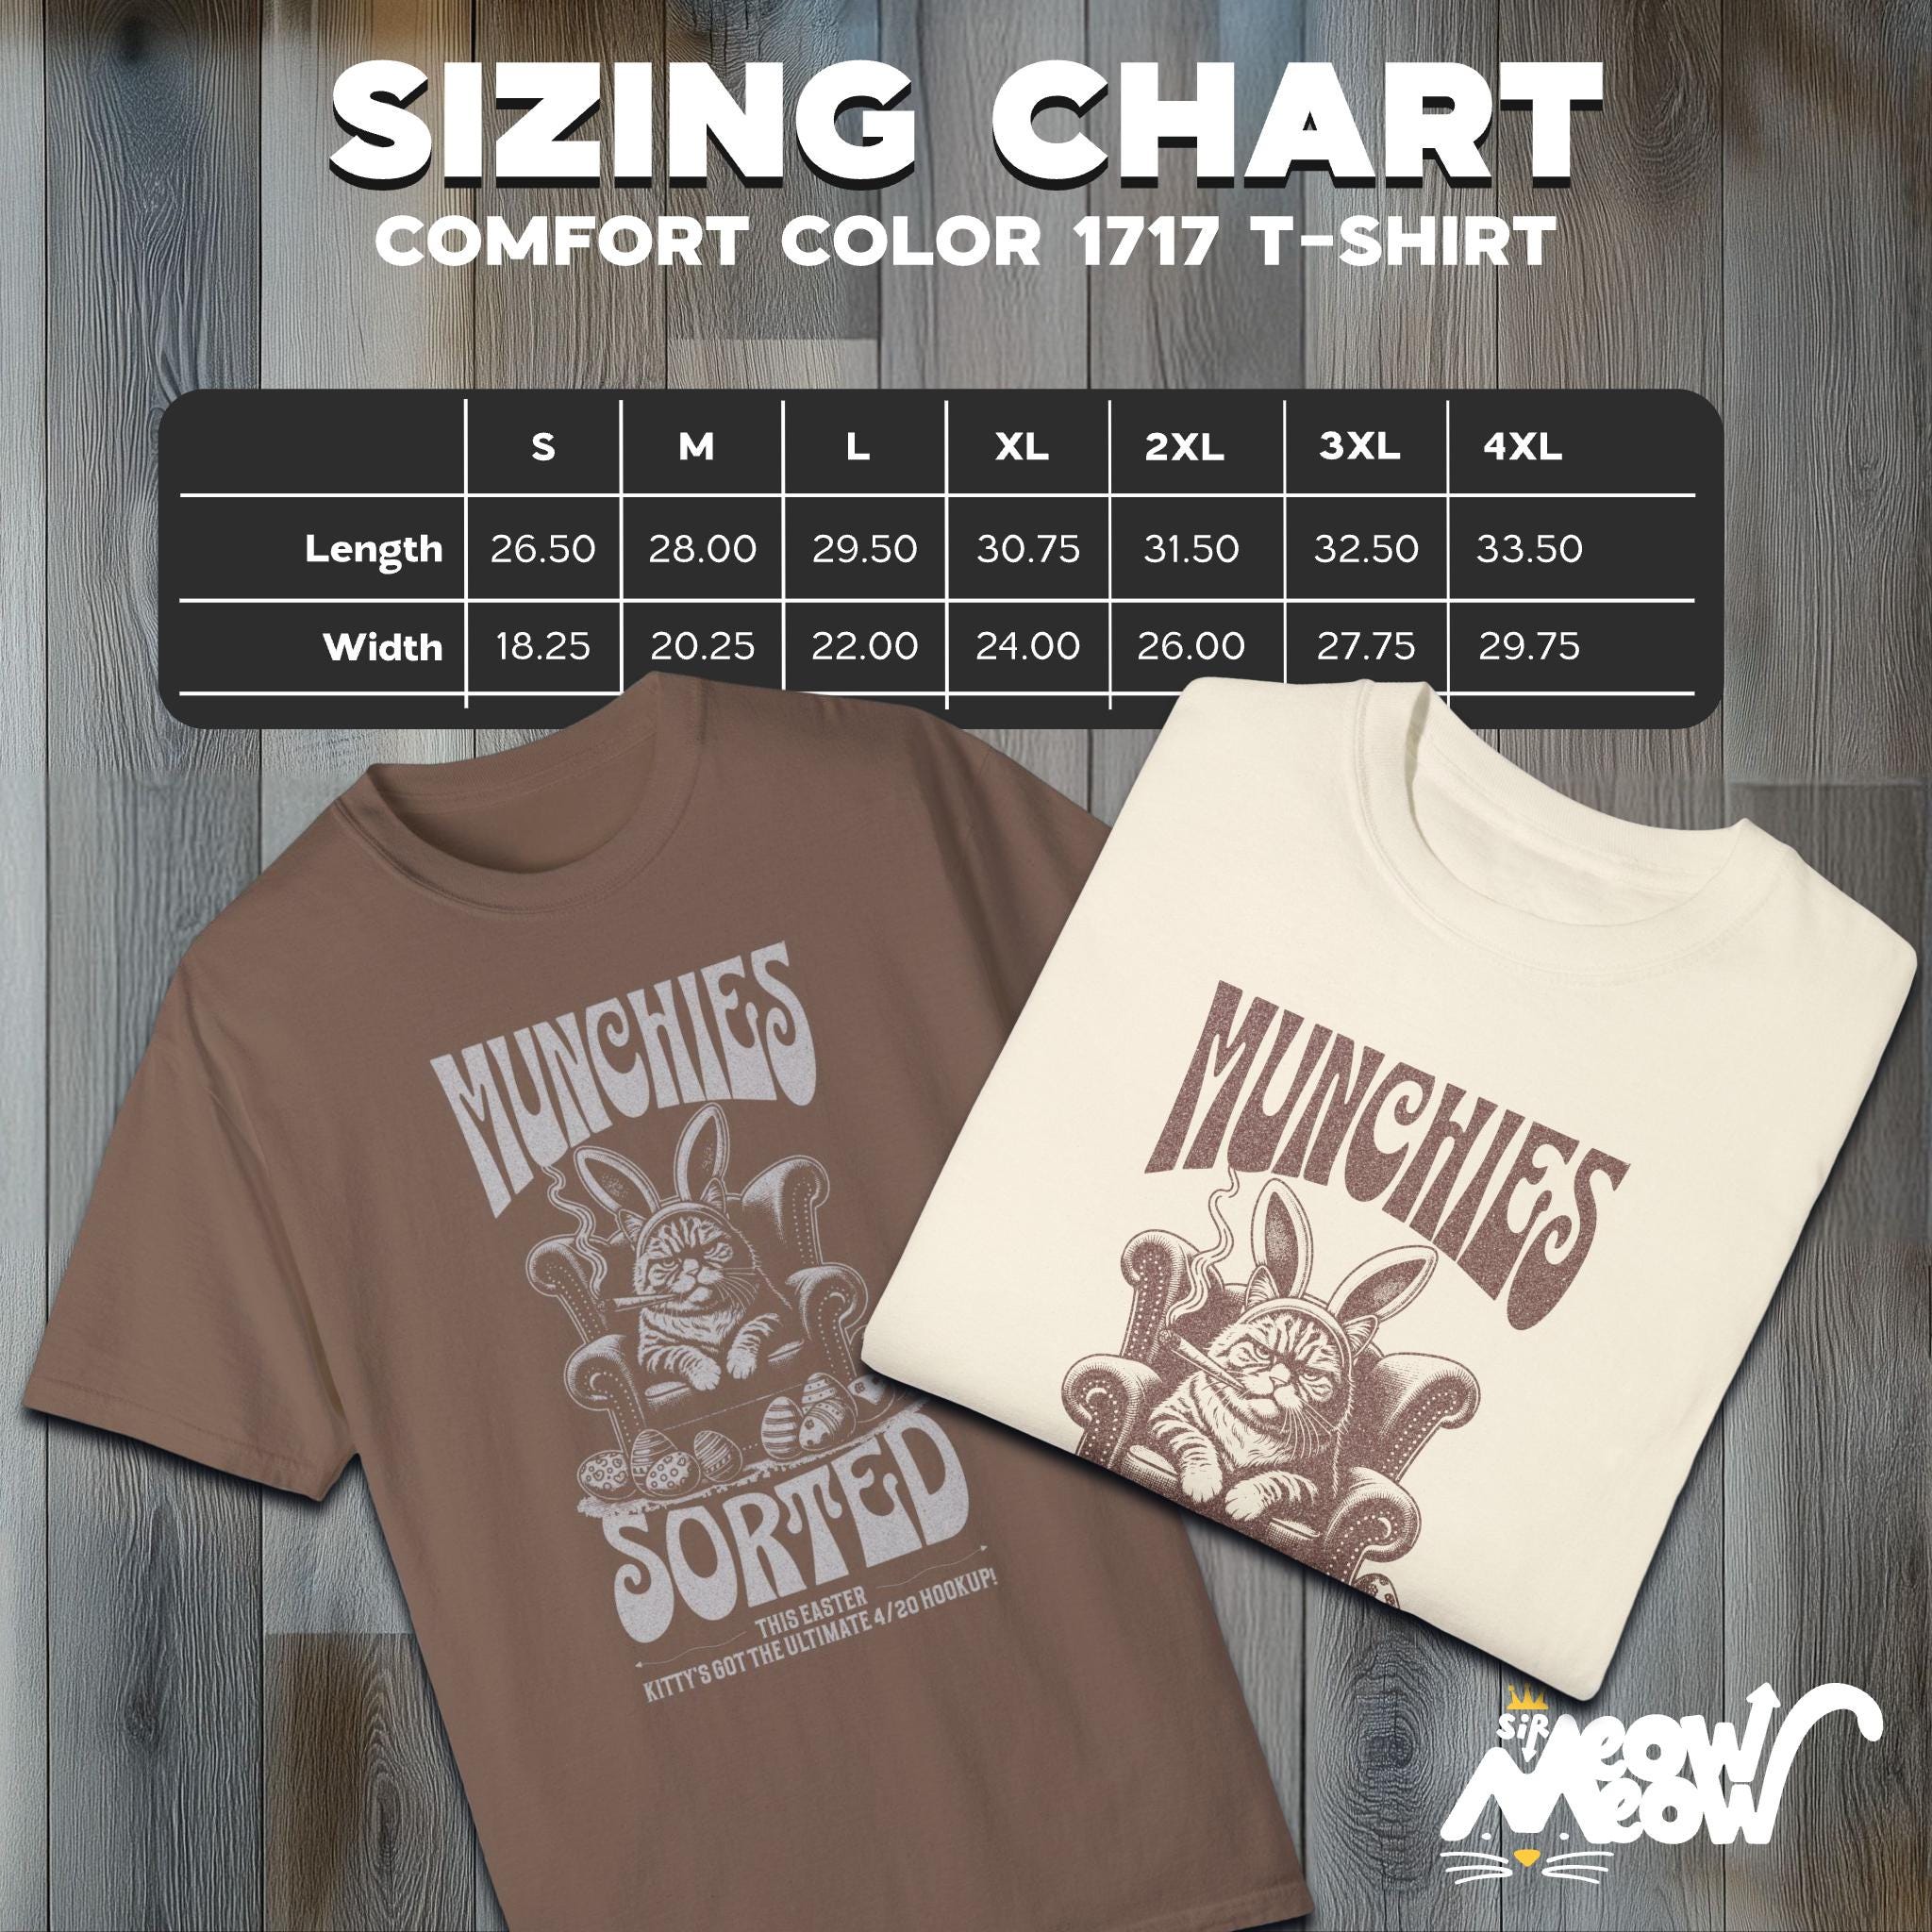 SIZING CHART
COMFORT COLOR 1717 T-SHIRT
S M L XL 2XL 3XL 4XL
Length 26.50 28.00 29.50 30.75 31.50 32.50 33.50
Width 18.25 20.25 22.00 24.00 26.00 27.75 29.75
MUNCHIES
SORTED
THIS EASTER
KITTY'S GOT THE ULTIMATE 4/20 HOOKUP!
MUNCHIES
SiR
MEOW
MEOW